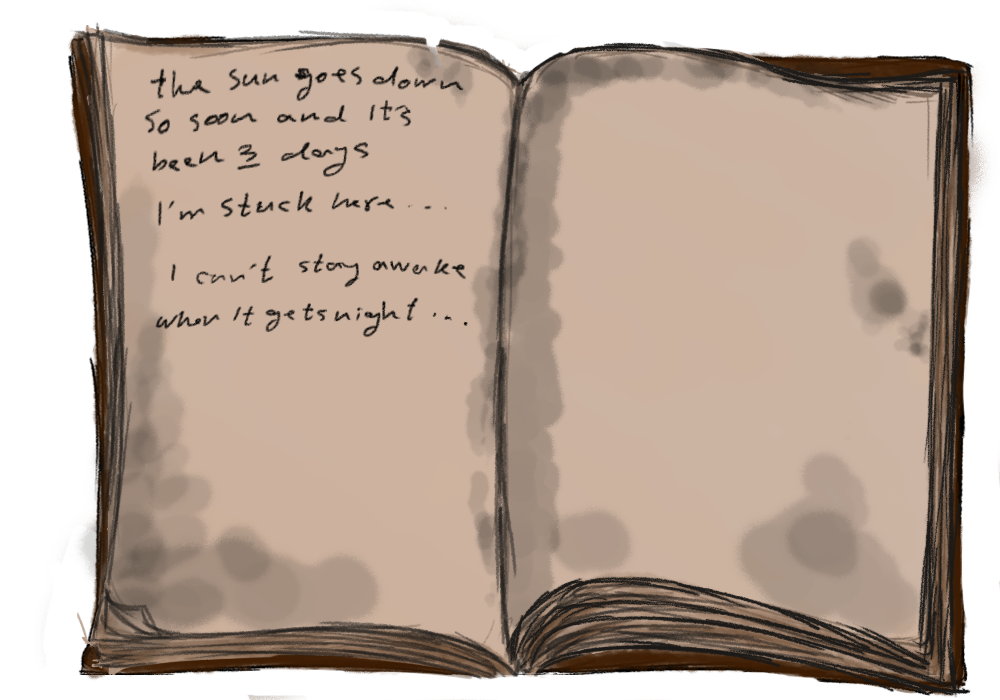 the sun goes down
so soon and It's
been 3 days
I'm stuck here...
I can't stay awake
when It gets night ...